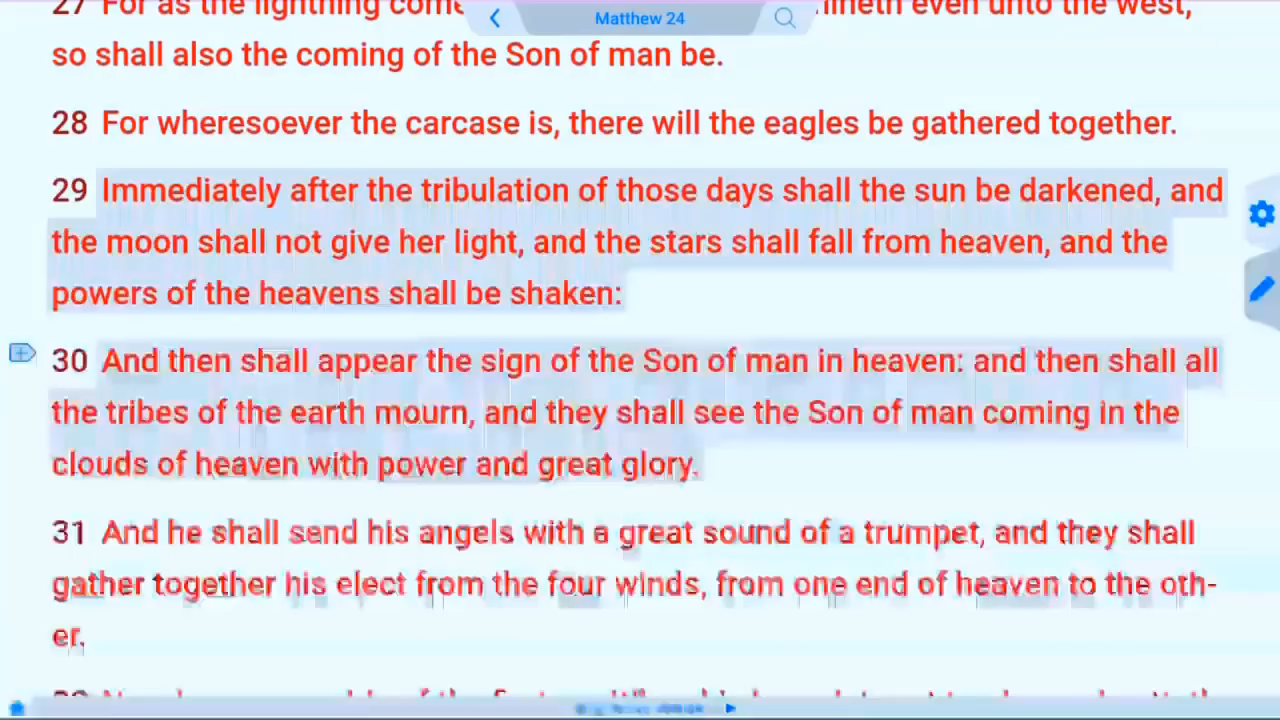 Matthew 24
27 For as the lightning come
ineth even unto the west,
so shall also the coming of the Son of man be.
28 For wheresoever the carcase is, there will the eagles be gathered together.
29 Immediately after the tribulation of those days shall the sun be darkened, and
the moon shall not give her light, and the stars shall fall from heaven, and the
powers of the heavens shall be shaken:
30 And then shall appear the sign of the Son of man in heaven: and then shall all
the tribes of the earth mourn, and they shall see the Son of man coming in the
clouds of heaven with power and great glory.
31 And he shall send his angels with a great sound of a trumpet, and they shall
gather together his elect from the four winds, from one end of heaven to the oth-
er.